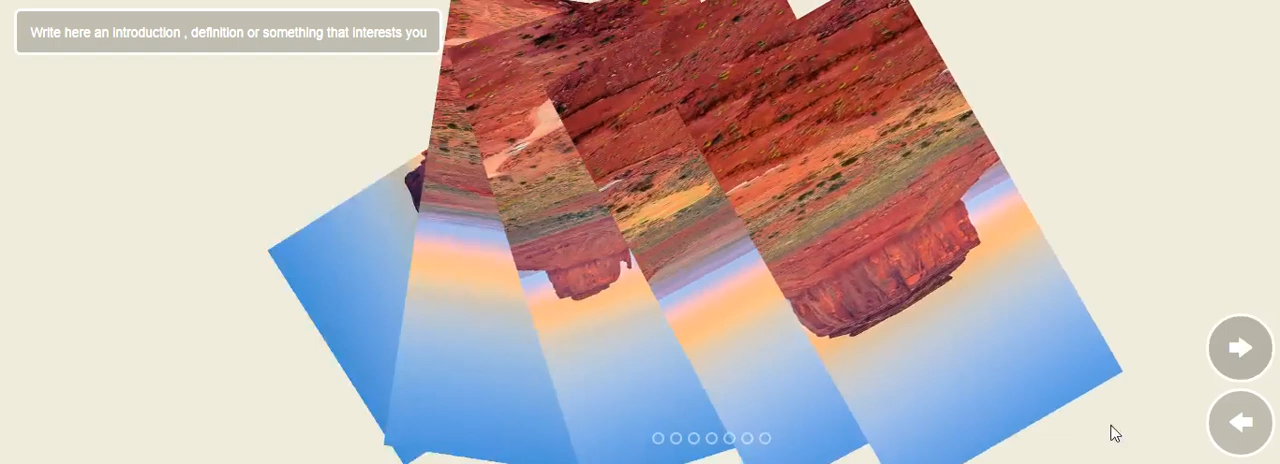 Write here an introduction , definition or something that interests you